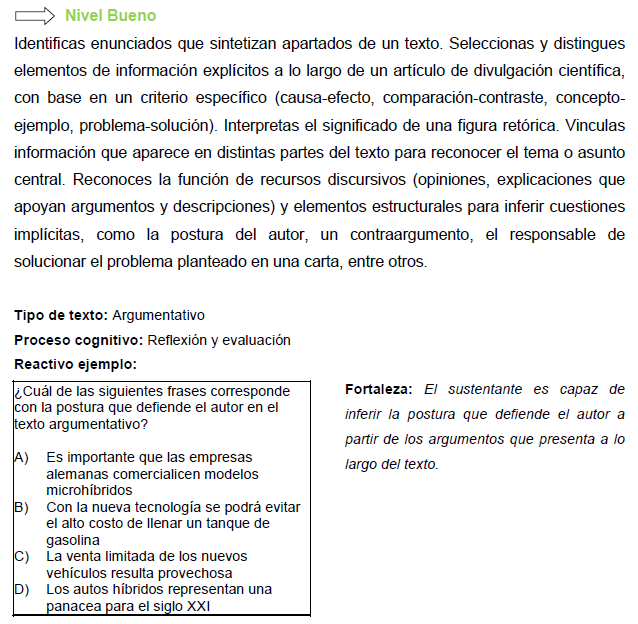 Nivel Bueno
Identificas enunciados que sintetizan apartados de un texto. Seleccionas y distingues
elementos de información explícitos a lo largo de un artículo de divulgación científica,
con base en un criterio específico (causa-efecto, comparación-contraste, concepto-
ejemplo, problema-solución). Interpretas el significado de una figura retórica. Vinculas
información que aparece en distintas partes del texto para reconocer el tema o asunto
central. Reconoces la función de recursos discursivos (opiniones, explicaciones que
apoyan argumentos y descripciones) y elementos estructurales para inferir cuestiones
implícitas, como la postura del autor, un contraargumento, el responsable de
solucionar el problema planteado en una carta, entre otros.
Tipo de texto: Argumentativo
Proceso cognitivo: Reflexión y evaluación
Reactivo ejemplo:
¿Cuál de las siguientes frases corresponde
con la postura que defiende el autor en el
texto argumentativo?
A) Es importante que las empresas
alemanas comercialicen modelos
microhíbridos
B) Con la nueva tecnología se podrá evitar
el alto costo de llenar un tanque de
gasolina
C) La venta limitada de los nuevos
vehículos resulta provechosa
D) Los autos híbridos representan una
panacea para el siglo XXI
Fortaleza: El sustentante es capaz de
inferir la postura que defiende el autor a
partir de los argumentos que presenta a lo
largo del texto.